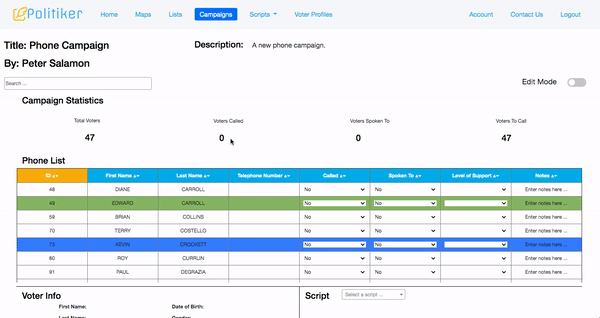 Politiker Home Maps Lists Campaigns Scripts Voter Profiles Account Contact Us Logout
Title: Phone Campaign Description: A new phone campaign.
By: Peter Salamon
Search ... Edit Mode
Campaign Statistics
Total Voters Voters Called Voters Spoken To Voters To Call
47 0 0 47
Phone List
ID First Name Last Name Telephone Number Called Spoken To Level of Support Notes
48 DIANE CARROLL No No Enter notes here ...
49 EDWARD CARROLL No No Enter notes here ...
59 BRIAN COLLINS No No Enter notes here ...
70 TERRY COSTELLO No No Enter notes here ...
73 KEVIN CROCKETT No No Enter notes here ...
80 ROY CURRLIN No No Enter notes here ...
91 PAUL DEGRAZIA No No Enter notes here ...
Voter Info Script Select a script ...
First Name: Date of Birth: